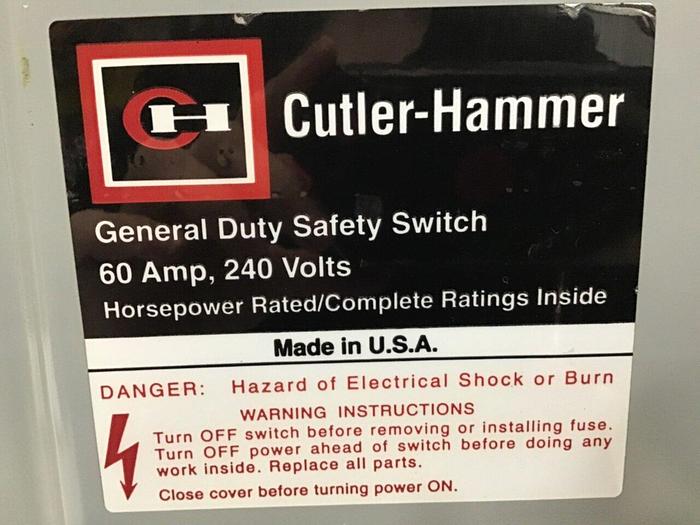 CH
Cutler-Hammer
General Duty Safety Switch
60 Amp, 240 Volts
Horsepower Rated/Complete Ratings Inside
Made in U.S.A.
DANGER: Hazard of Electrical Shock or Burn
WARNING INSTRUCTIONS
Turn OFF switch before removing or installing fuse.
Turn OFF power ahead of switch before doing any
work inside. Replace all parts.
Close cover before turning power ON.